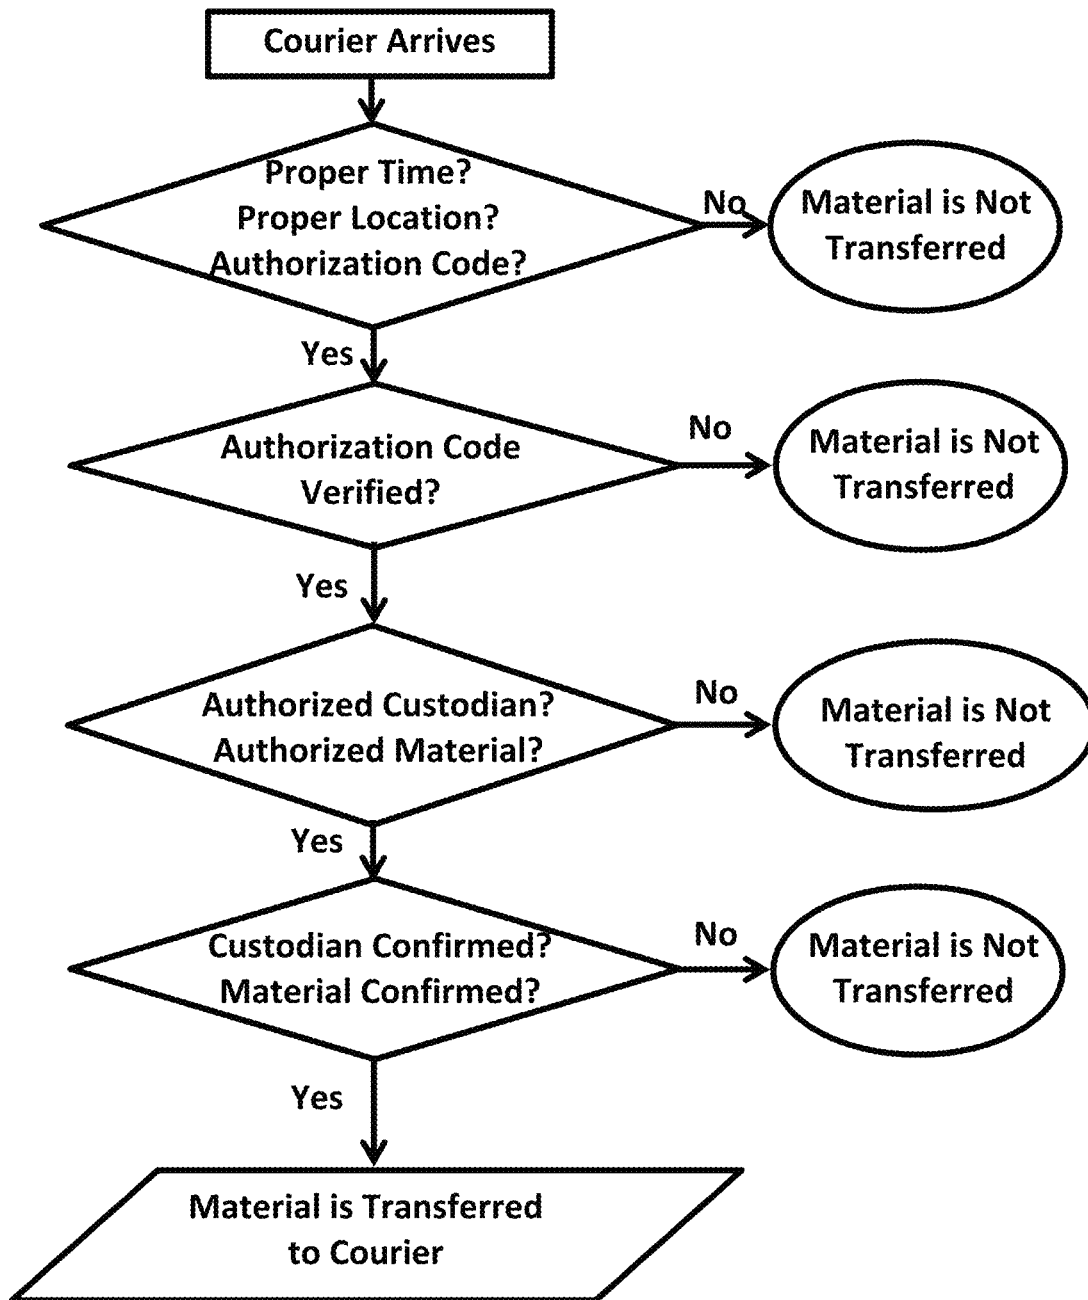 Courier Arrives
Proper Time?
Proper Location?
Authorization Code?
No
Material is Not
Transferred
Yes
Authorization Code
Verified?
No
Material is Not
Transferred
Yes
Authorized Custodian?
Authorized Material?
No
Material is Not
Transferred
Yes
Custodian Confirmed?
Material Confirmed?
No
Material is Not
Transferred
Yes
Material is Transferred
to Courier